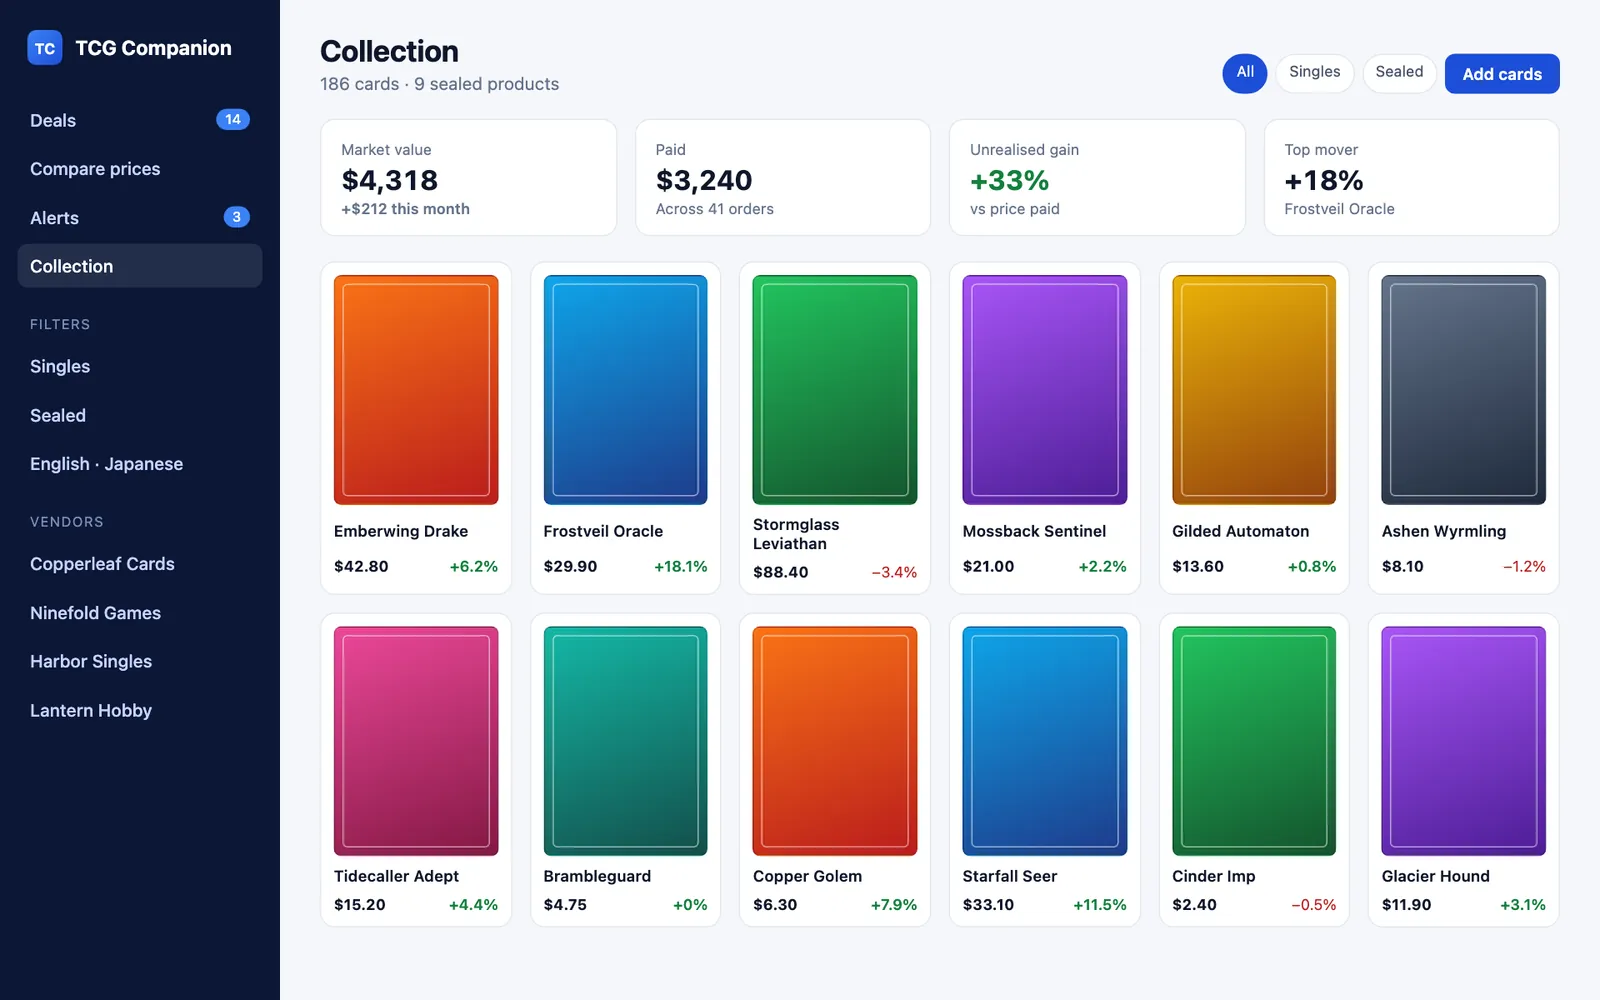 TC TCG Companion
Deals 14
Compare prices
Alerts 3
Collection
FILTERS
Singles
Sealed
English · Japanese
VENDORS
Copperleaf Cards
Ninefold Games
Harbor Singles
Lantern Hobby
Collection
186 cards · 9 sealed products
All Singles Sealed Add cards
Market value
$4,318
+$212 this month
Paid
$3,240
Across 41 orders
Unrealised gain
+33%
vs price paid
Top mover
+18%
Frostveil Oracle
Emberwing Drake
$42.80 +6.2%
Frostveil Oracle
$29.90 +18.1%
Stormglass
Leviathan
$88.40 −3.4%
Mossback Sentinel
$21.00 +2.2%
Gilded Automaton
$13.60 +0.8%
Ashen Wyrmling
$8.10 −1.2%
Tidecaller Adept
$15.20 +4.4%
Brambleguard
$4.75 +0%
Copper Golem
$6.30 +7.9%
Starfall Seer
$33.10 +11.5%
Cinder Imp
$2.40 −0.5%
Glacier Hound
$11.90 +3.1%